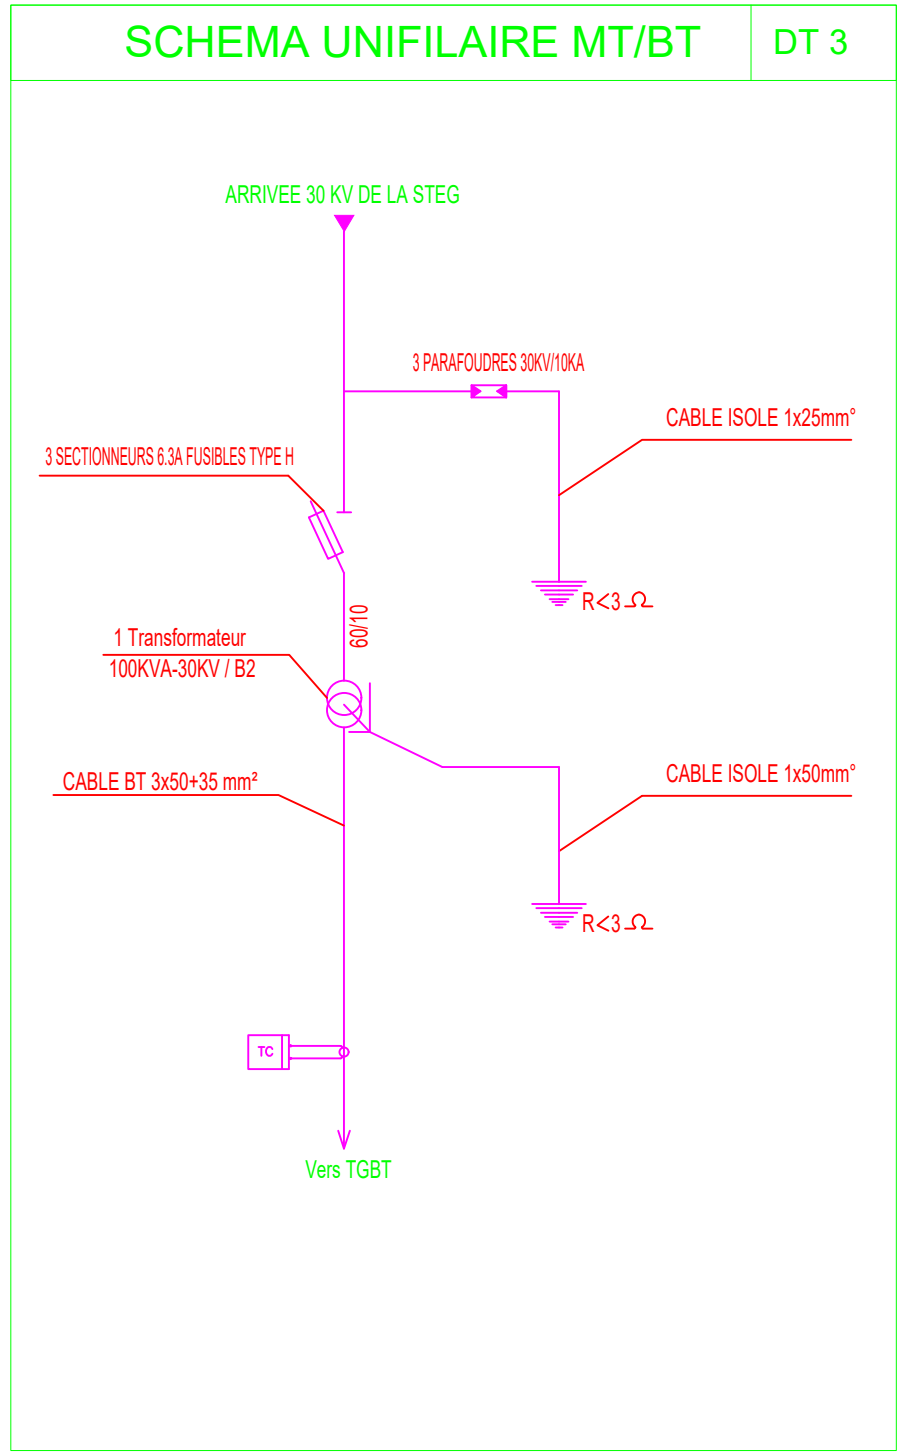 SCHEMA UNIFILAIRE MT/BT
DT 3
ARRIVEE 30 KV DE LA STEG
3 PARAFOUDRES 30KV/10KA
CABLE ISOLE 1x25mm°
3 SECTIONNEURS 6.3A FUSIBLES TYPE H
R<3 Ω
60/10
1 Transformateur
100KVA-30KV / B2
CABLE BT 3x50+35 mm²
CABLE ISOLE 1x50mm°
R<3 Ω
TC
Vers TGBT